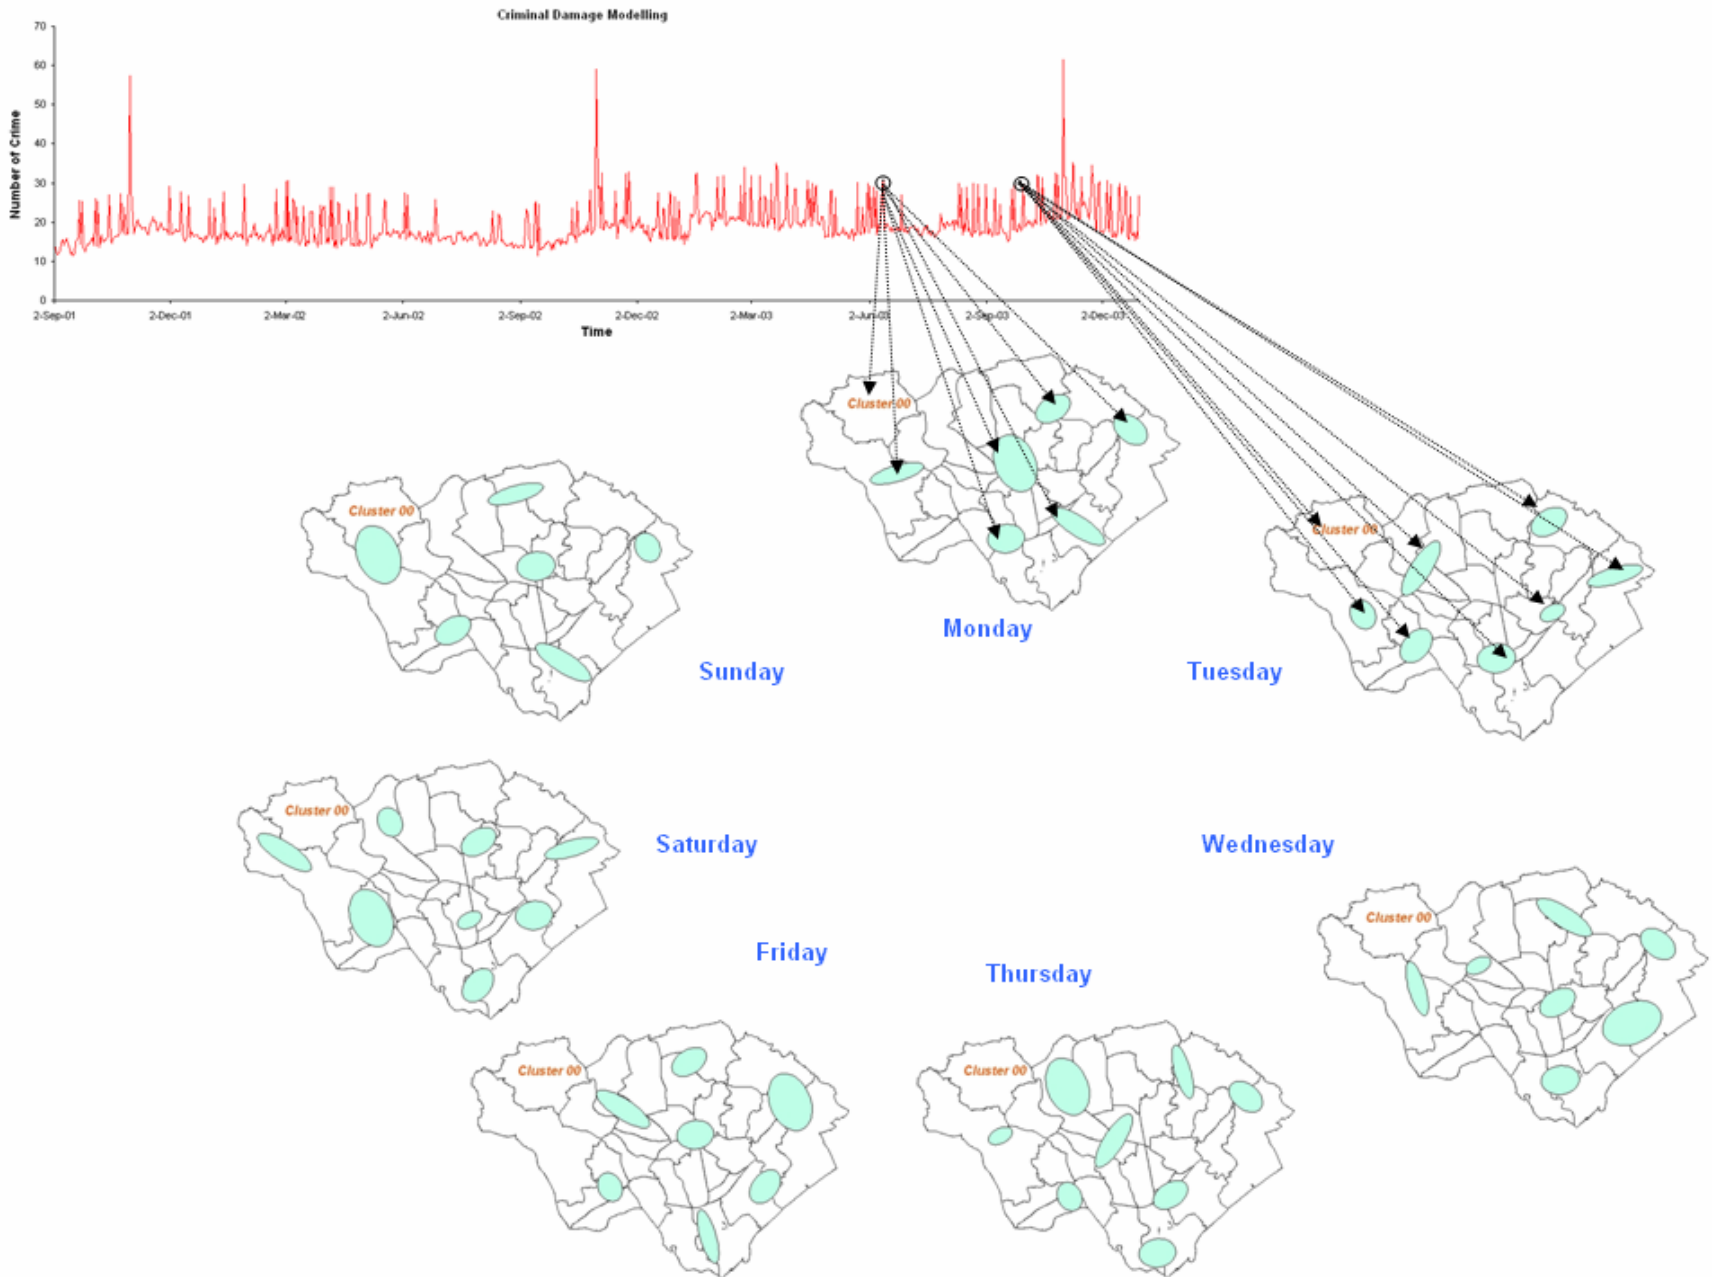 Criminal Damage Modelling
70
60
50
40
30
20
10
0
Number of Crime
2-Sep-01 2-Dec-01 2-Mar-02 2-Jun-02 2-Sep-02 2-Dec-02 2-Mar-03 2-Jun-03 2-Sep-03 2-Dec-03
Time
Cluster 00
Cluster 00
Cluster 00
Monday
Sunday
Tuesday
Cluster 00
Saturday
Wednesday
Cluster 00
Friday
Thursday
Cluster 00
Cluster 00